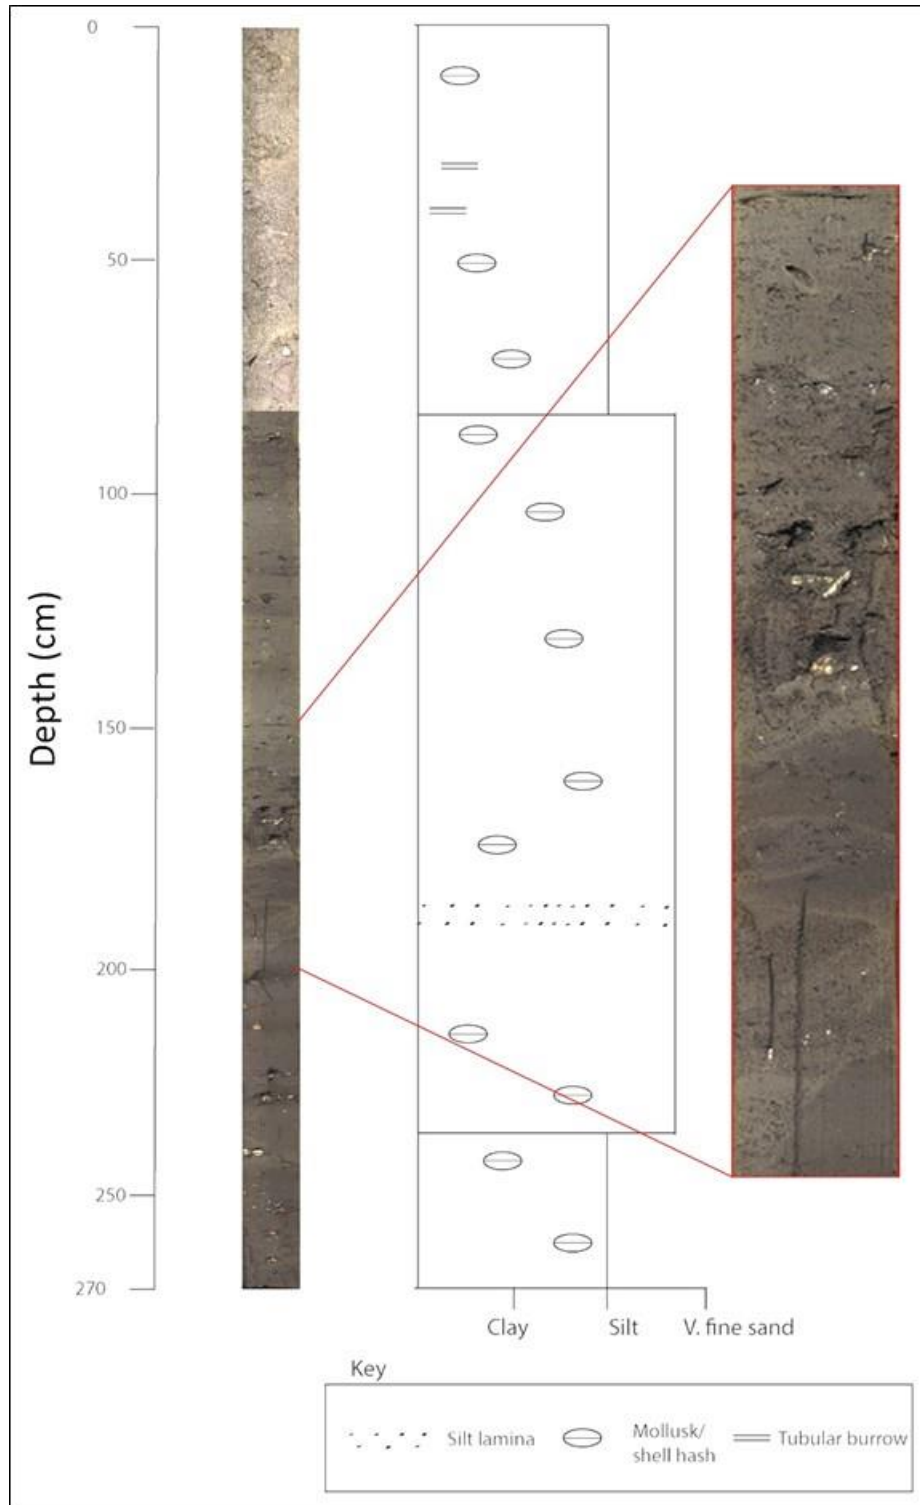 0
50
100
150
200
250
270
Depth (cm)
Clay
Silt
V. fine sand
Key
Silt lamina
Mollusk/
shell hash
Tubular burrow